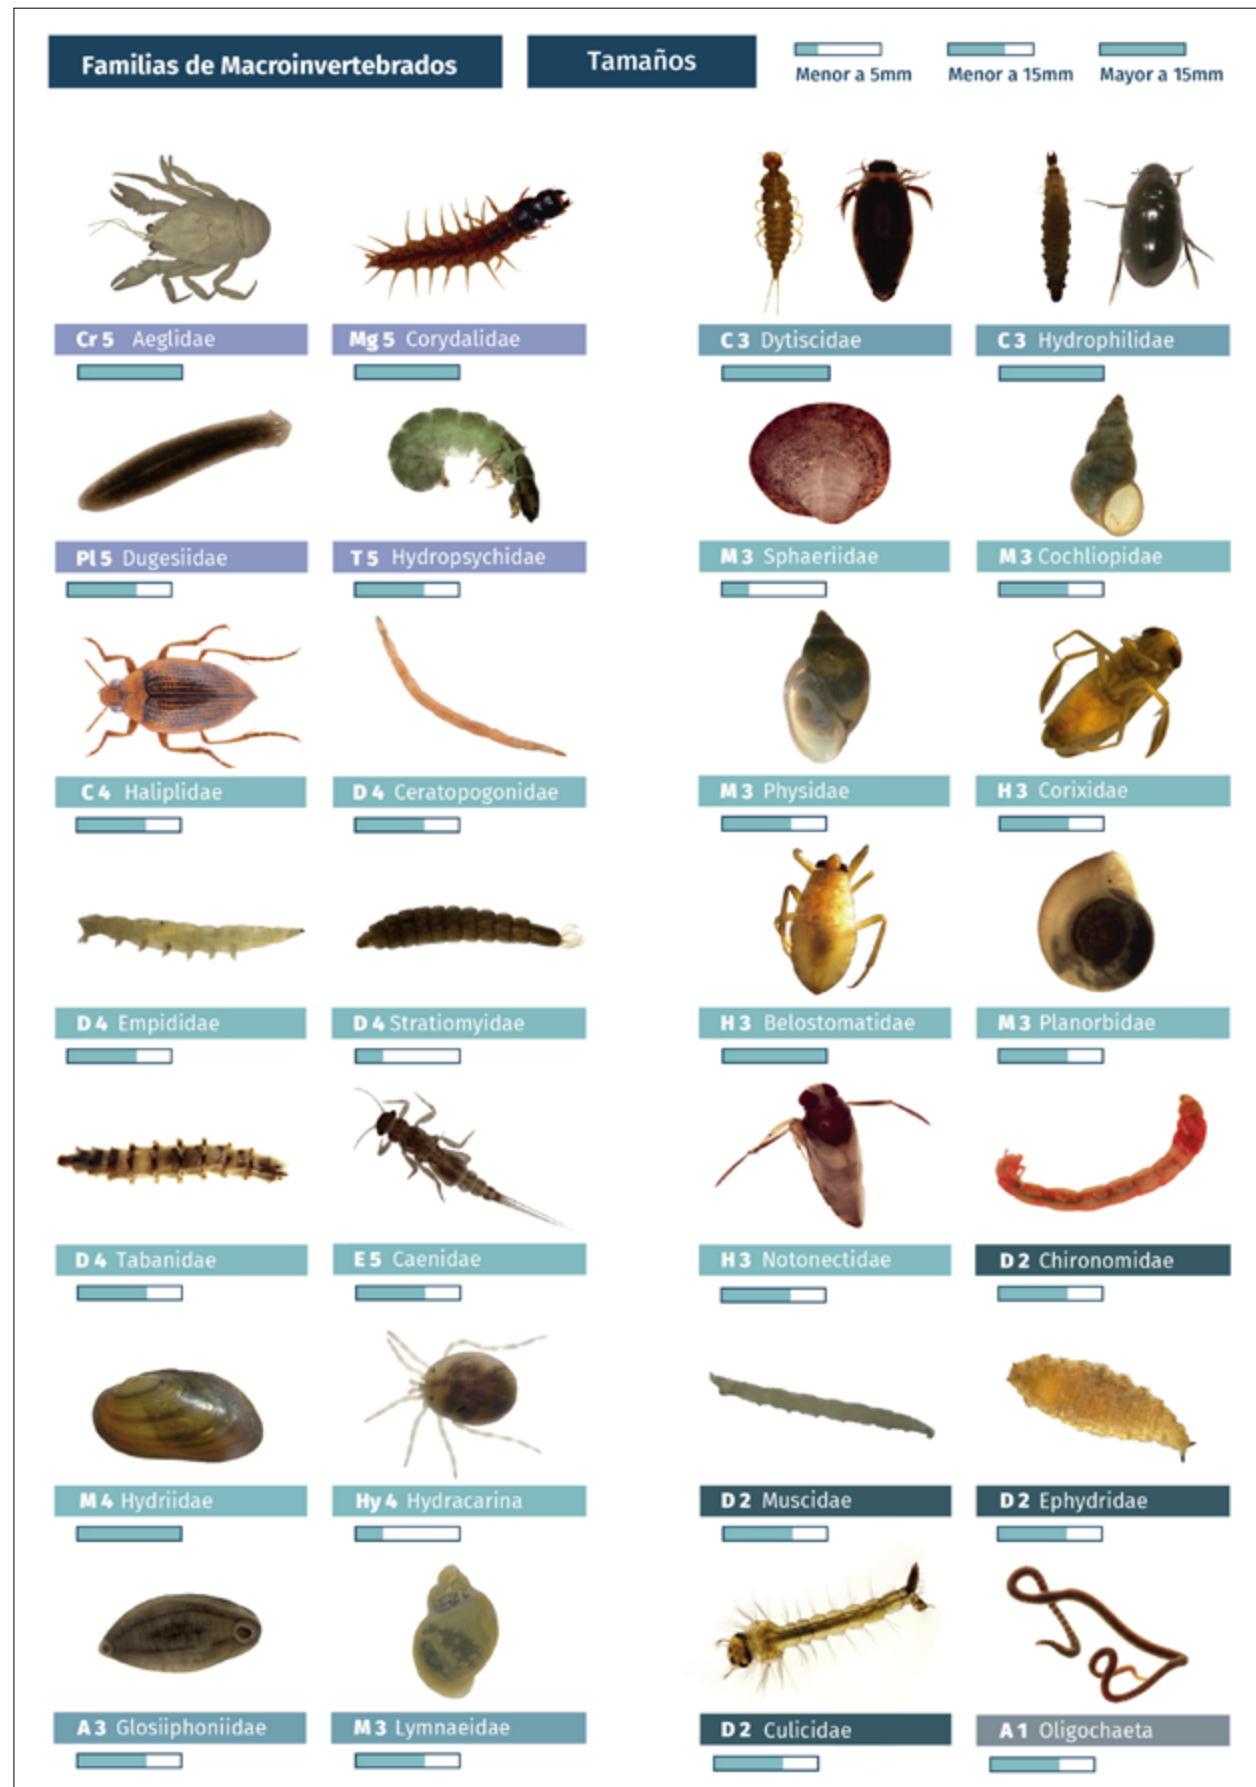 Familias de Macroinvertebrados
Tamaños
Menor a 5mm
Menor a 15mm
Mayor a 15mm
Cr 5 Aeglidae
Mg 5 Corydalidae
C 3 Dytiscidae
C 3 Hydrophilidae
Pl 5 Dugesiidae
T 5 Hydropsychidae
M 3 Sphaeriidae
M 3 Cochliopidae
C 4 Haliplidae
D 4 Ceratopogonidae
M 3 Physidae
H 3 Corixidae
D 4 Empididae
D 4 Stratiomyidae
H 3 Belostomatidae
M 3 Planorbidae
D 4 Tabanidae
E 5 Caenidae
H 3 Notonectidae
D 2 Chironomidae
M 4 Hydriidae
Hy 4 Hydracarina
D 2 Muscidae
D 2 Ephydridae
A 3 Glosiiphoniidae
M 3 Lymnaeidae
D 2 Culicidae
A 1 Oligochaeta